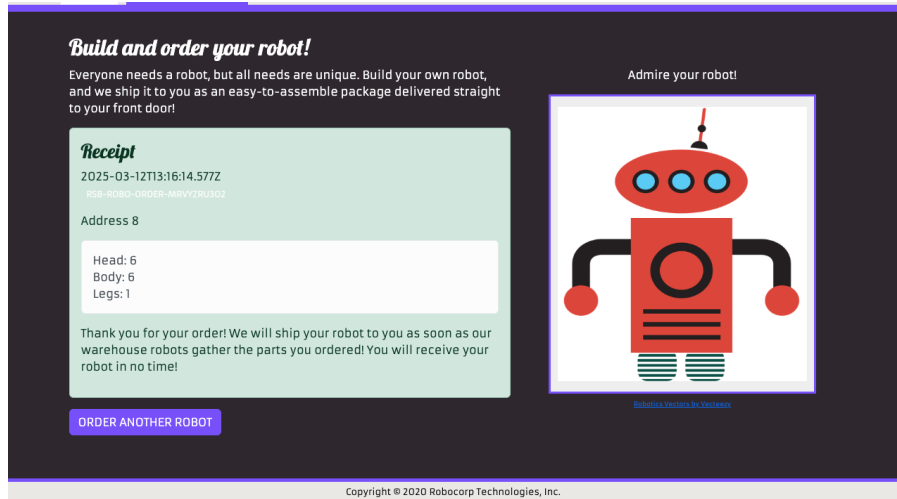 Build and order your robot!
Everyone needs a robot, but all needs are unique. Build your own robot,
and we ship it to you as an easy-to-assemble package delivered straight
to your front door!
Admire your robot!
Receipt
2025-03-12T13:16:14.577Z
RSB-ROBO-ORDER-MRVYZRU3O2
Address 8
Head: 6
Body: 6
Legs: 1
Thank you for your order! We will ship your robot to you as soon as our
warehouse robots gather the parts you ordered! You will receive your
robot in no time!
Robotics Vectors by Vecteezy
ORDER ANOTHER ROBOT
Copyright © 2020 Robocorp Technologies, Inc.